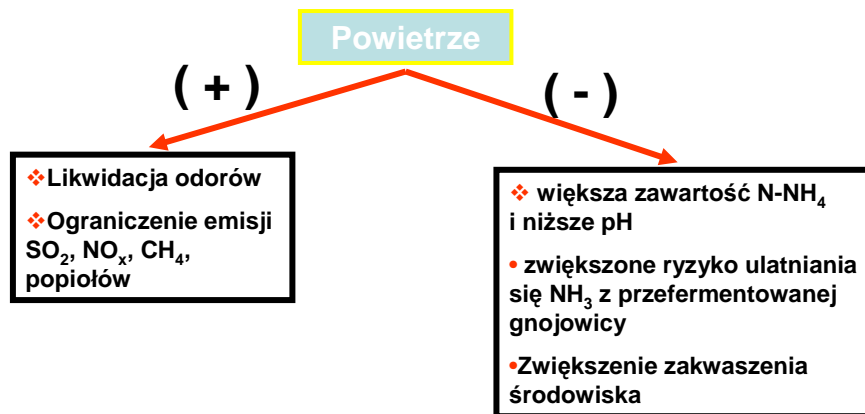 Powietrze
( + )
( - )
❖Likwidacja odorów
❖Ograniczenie emisji
SO₂, NOₓ, CH₄,
popiołów
❖ większa zawartość N-NH₄
i niższe pH
• zwiększone ryzyko ulatniania
się NH₃ z przefermentowanej
gnojowicy
•Zwiększenie zakwaszenia
środowiska